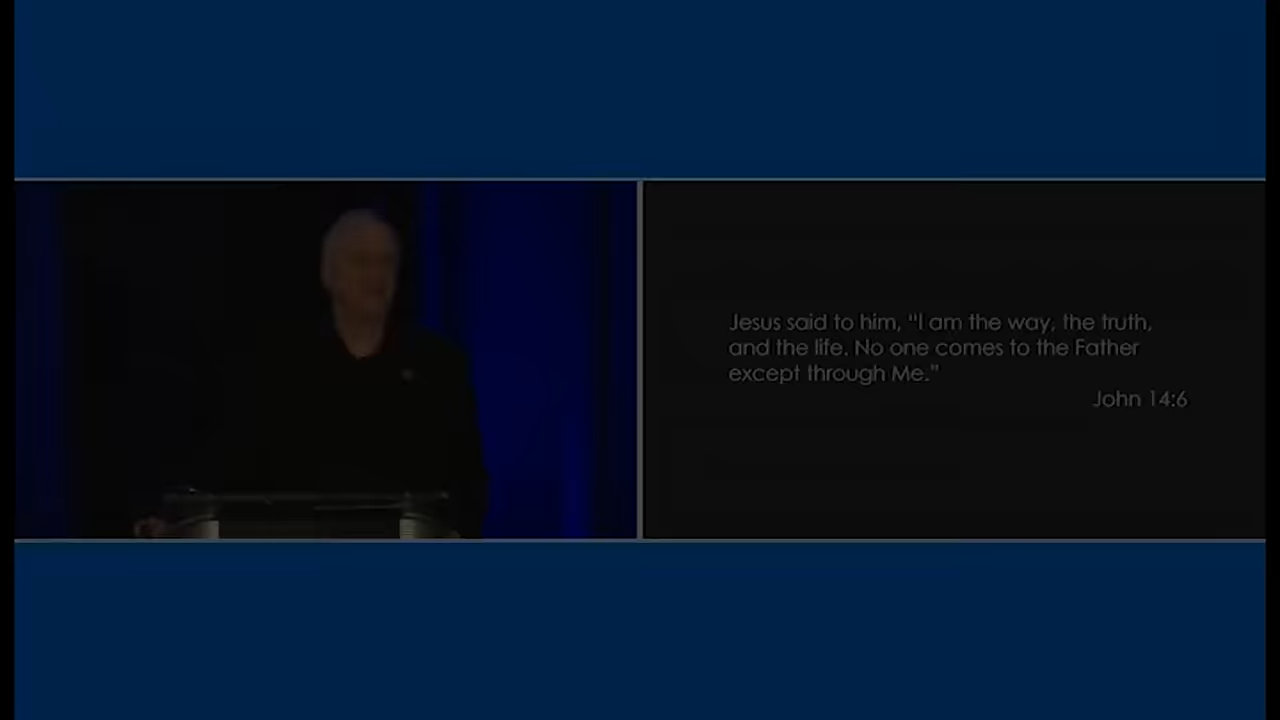 Jesus said to him, “I am the way, the truth,
and the life. No one comes to the Father
except through Me.”
John 14:6